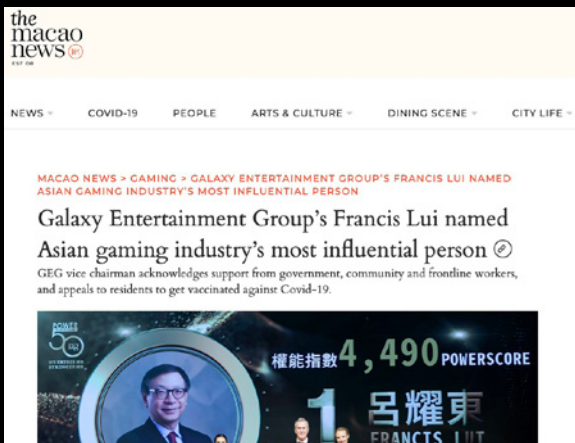 the
macao
news
EST 08
NEWS COVID-19 PEOPLE ARTS & CULTURE DINING SCENE CITY LIFE
MACAO NEWS > GAMING > GALAXY ENTERTAINMENT GROUP'S FRANCIS LUI NAMED
ASIAN GAMING INDUSTRY'S MOST INFLUENTIAL PERSON
Galaxy Entertainment Group's Francis Lui named
Asian gaming industry's most influential person
GEG vice chairman acknowledges support from government, community and frontline workers,
and appeals to residents to get vaccinated against Covid-19.
POWER
50
權能指數4,490 POWERSCORE
1 呂耀東
FRANCIS LUI